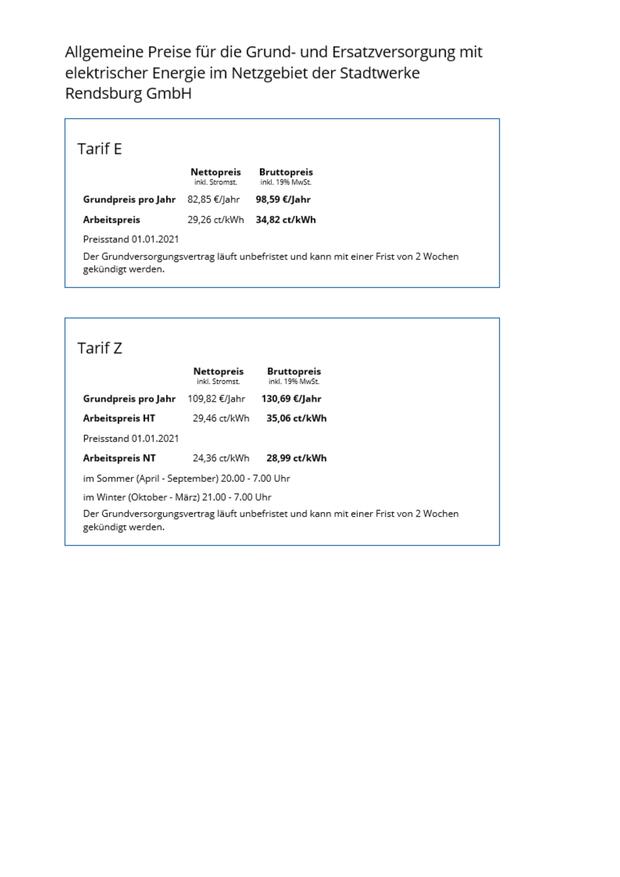 Allgemeine Preise für die Grund- und Ersatzversorgung mit
elektrischer Energie im Netzgebiet der Stadtwerke
Rendsburg GmbH
Tarif E
Nettopreis Bruttopreis
inkl. Stromst. inkl. 19% MwSt.
Grundpreis pro Jahr 82,85 €/Jahr 98,59 €/Jahr
Arbeitspreis 29,26 ct/kWh 34,82 ct/kWh
Preisstand 01.01.2021
Der Grundversorgungsvertrag läuft unbefristet und kann mit einer Frist von 2 Wochen
gekündigt werden.
Tarif Z
Nettopreis Bruttopreis
inkl. Stromst. inkl. 19% MwSt.
Grundpreis pro Jahr 109,82 €/Jahr 130,69 €/Jahr
Arbeitspreis HT 29,46 ct/kWh 35,06 ct/kWh
Preisstand 01.01.2021
Arbeitspreis NT 24,36 ct/kWh 28,99 ct/kWh
im Sommer (April - September) 20.00 - 7.00 Uhr
im Winter (Oktober - März) 21.00 - 7.00 Uhr
Der Grundversorgungsvertrag läuft unbefristet und kann mit einer Frist von 2 Wochen
gekündigt werden.